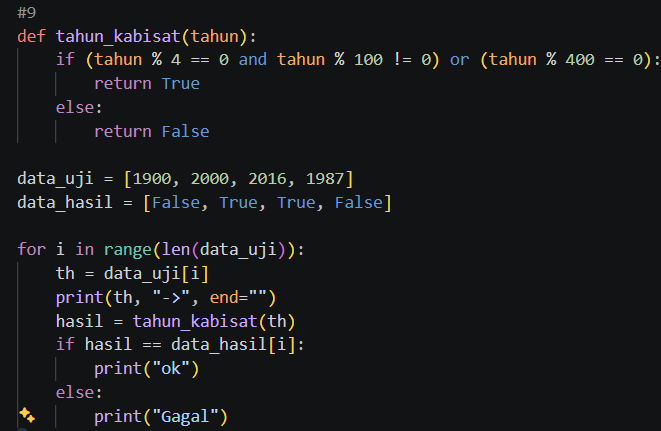 #9
def tahun_kabisat(tahun):
    if (tahun % 4 == 0 and tahun % 100 != 0) or (tahun % 400 == 0):
        return True
    else:
        return False

data_uji = [1900, 2000, 2016, 1987]
data_hasil = [False, True, True, False]

for i in range(len(data_uji)):
    th = data_uji[i]
    print(th, "->", end="")
    hasil = tahun_kabisat(th)
    if hasil == data_hasil[i]:
        print("ok")
    else:
        print("Gagal")